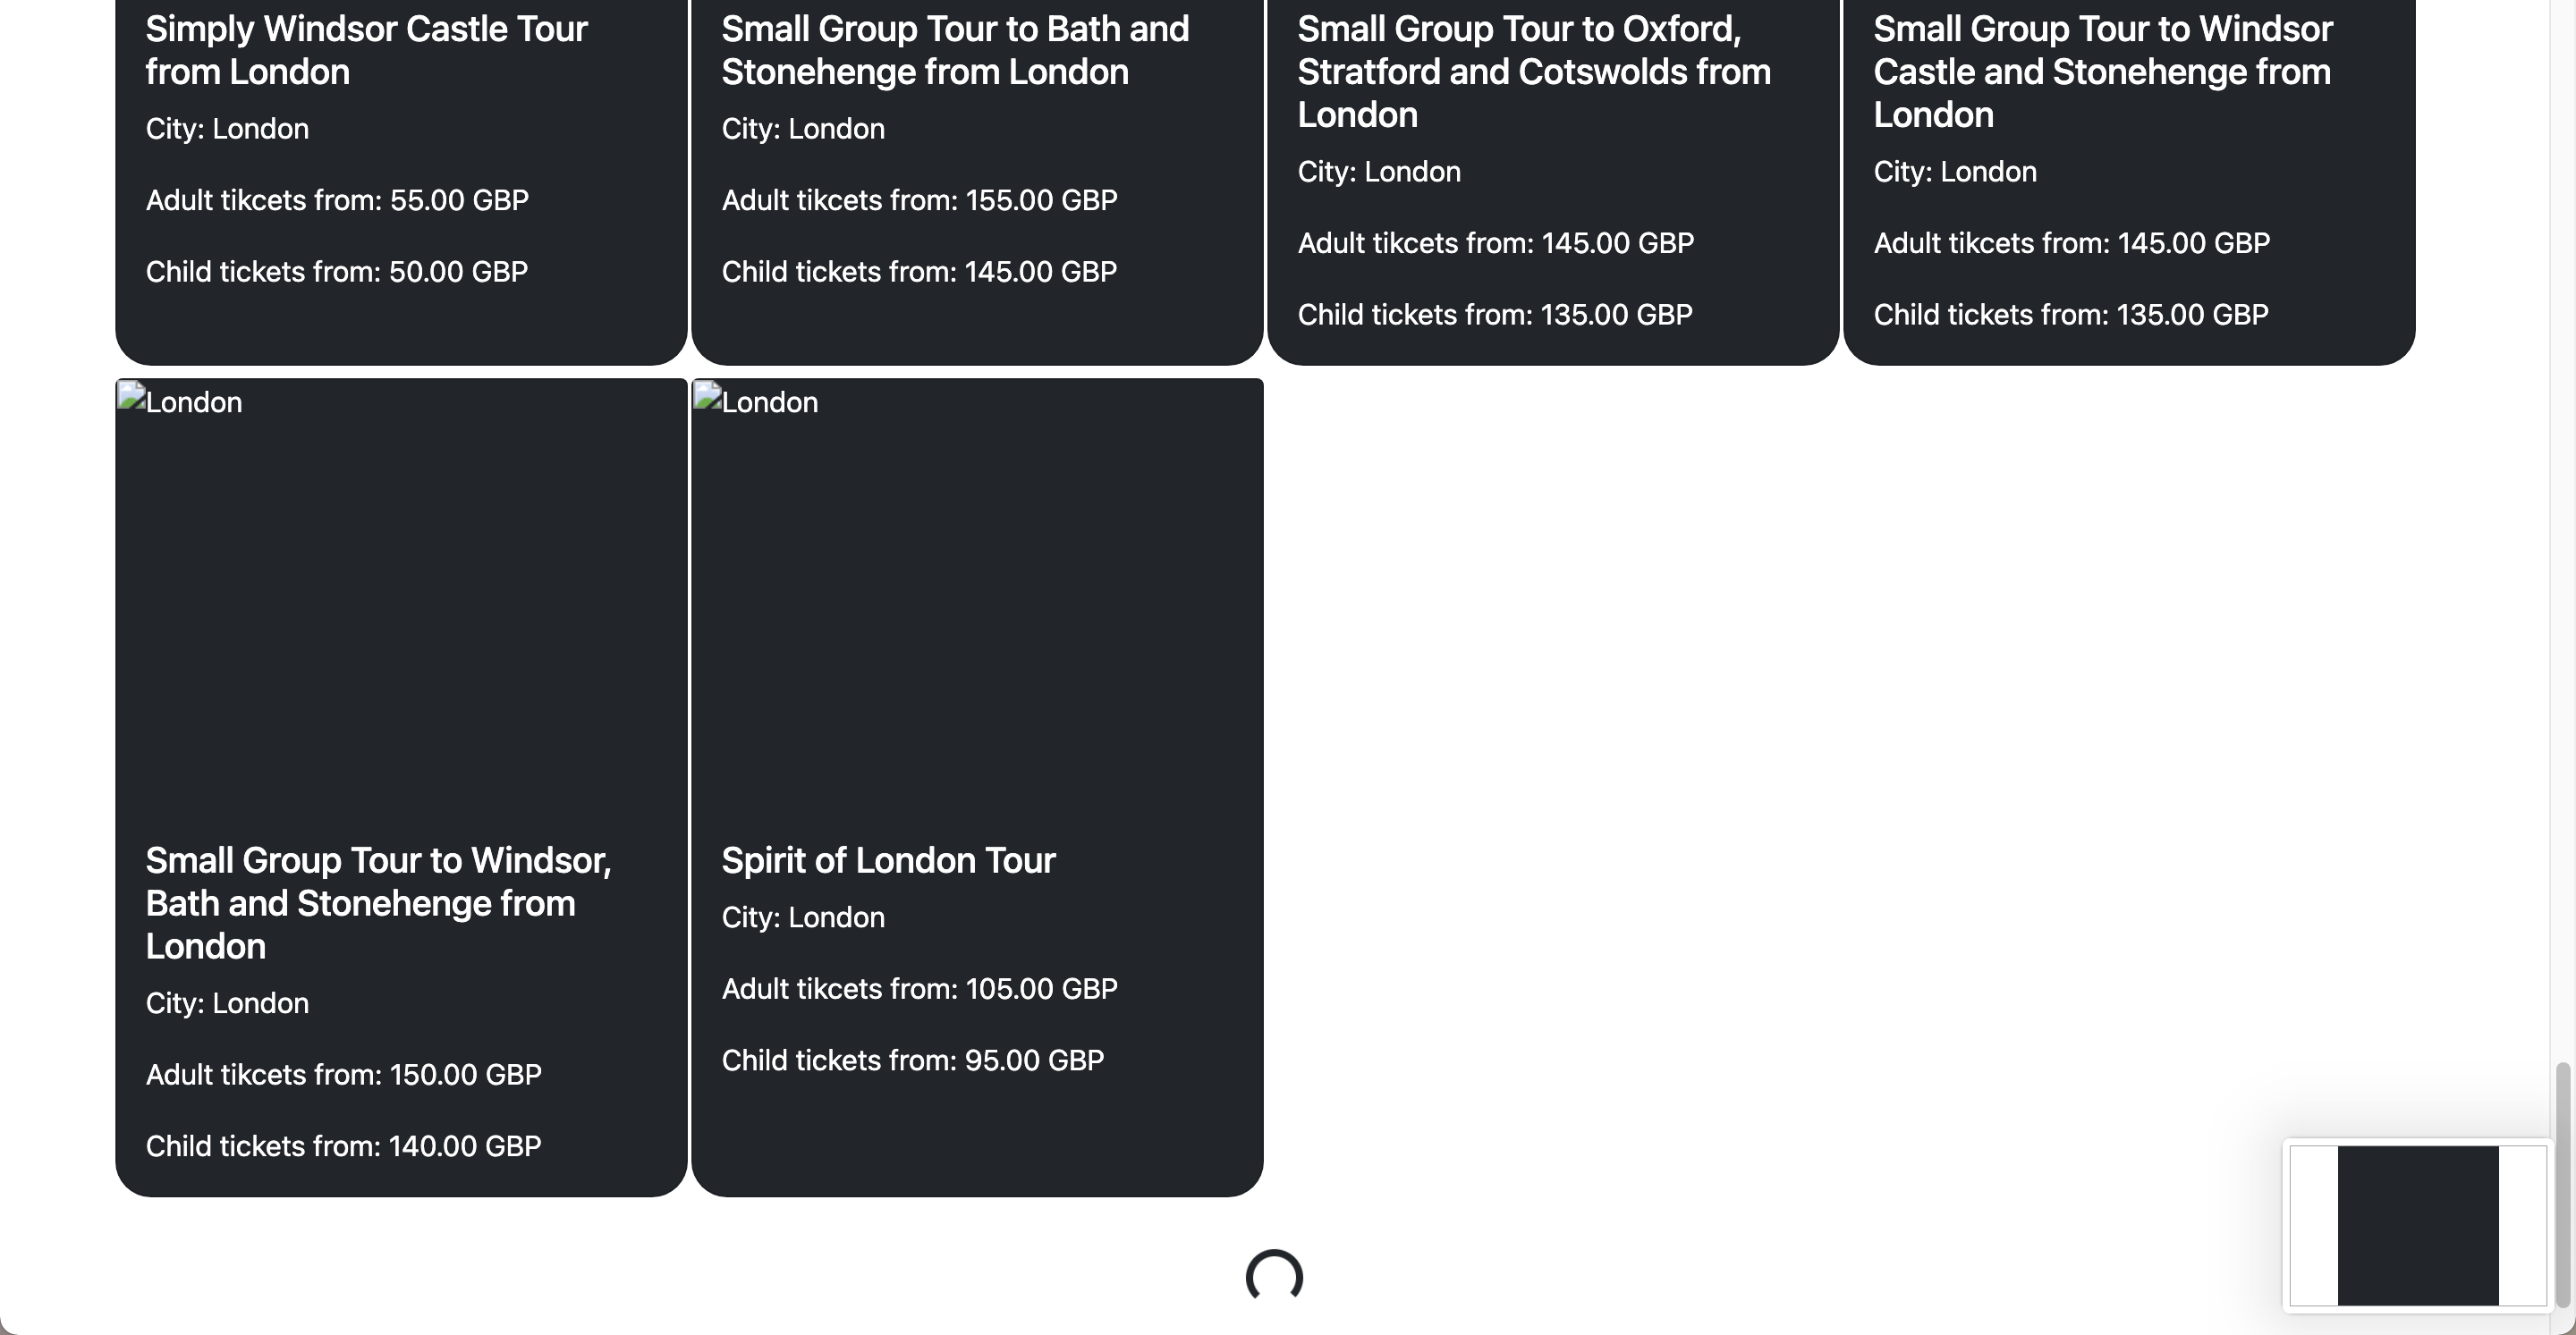 Simply Windsor Castle Tour
from London
City: London
Adult tikcets from: 55.00 GBP
Child tickets from: 50.00 GBP
Small Group Tour to Bath and
Stonehenge from London
City: London
Adult tikcets from: 155.00 GBP
Child tickets from: 145.00 GBP
Small Group Tour to Oxford,
Stratford and Cotswolds from
London
City: London
Adult tikcets from: 145.00 GBP
Child tickets from: 135.00 GBP
Small Group Tour to Windsor
Castle and Stonehenge from
London
City: London
Adult tikcets from: 145.00 GBP
Child tickets from: 135.00 GBP
London
Small Group Tour to Windsor,
Bath and Stonehenge from
London
City: London
Adult tikcets from: 150.00 GBP
Child tickets from: 140.00 GBP
London
Spirit of London Tour
City: London
Adult tikcets from: 105.00 GBP
Child tickets from: 95.00 GBP